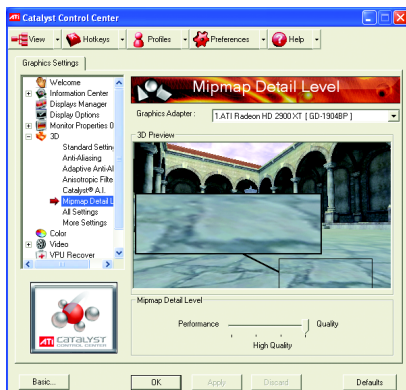 Catalyst Control Center
View
Hotkeys
Profiles
Preferences
Help
Graphics Settings
Welcome
Information Center
Displays Manager
Display Options
Monitor Properties 0
3D
Standard Settin
Anti-Aliasing
Adaptive Anti-Al
Anisotropic Filte
Catalyst® A.I.
Mipmap Detail L
All Settings
More Settings
Color
Video
VPU Recover
ATI CATALYST
CONTROL CENTER
Mipmap Detail Level
Graphics Adapter :
1.ATI Radeon HD 2900 XT [ GD-1904BP ]
3D Preview
Mipmap Detail Level
Performance
Quality
High Quality
Basic...
OK
Apply
Discard
Defaults